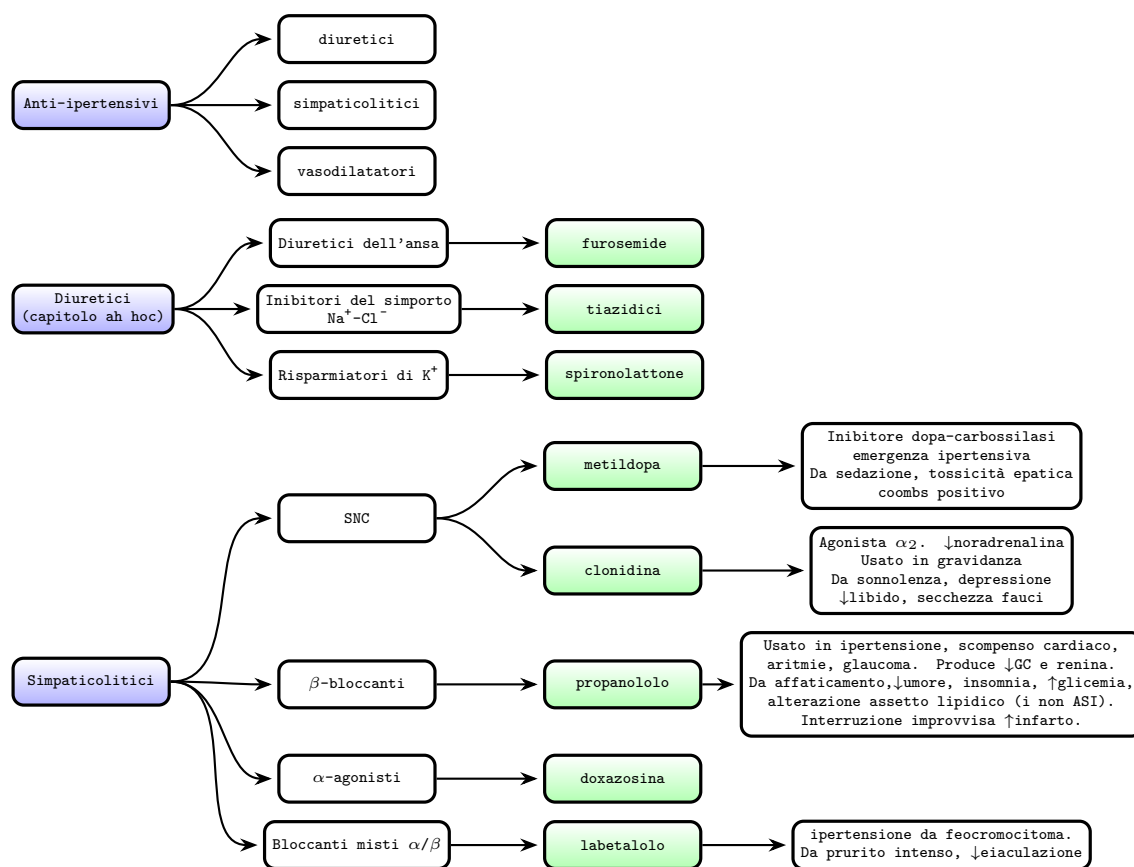 Anti-ipertensivi
diuretici
simpaticolitici
vasodilatatori
Diuretici
(capitolo ah hoc)
Diuretici dell'ansa
furosemide
Inibitori del simporto
Na⁺-Cl⁻
tiazidici
Risparmiatori di K⁺
spironolattone
Simpaticolitici
SNC
metildopa
Inibitore dopa-carbossilasi
emergenza ipertensiva
Da sedazione, tossicità epatica
coombs positivo
clonidina
Agonista α2. ↓noradrenalina
Usato in gravidanza
Da sonnolenza, depressione
↓libido, secchezza fauci
β-bloccanti
propanololo
Usato in ipertensione, scompenso cardiaco,
aritmie, glaucoma. Produce ↓GC e renina.
Da affaticamento,↓umore, insomnia, ↑glicemia,
alterazione assetto lipidico (i non ASI).
Interruzione improvvisa ↑infarto.
α-agonisti
doxazosina
Bloccanti misti α/β
labetalolo
ipertensione da feocromocitoma.
Da prurito intenso, ↓eiaculazione